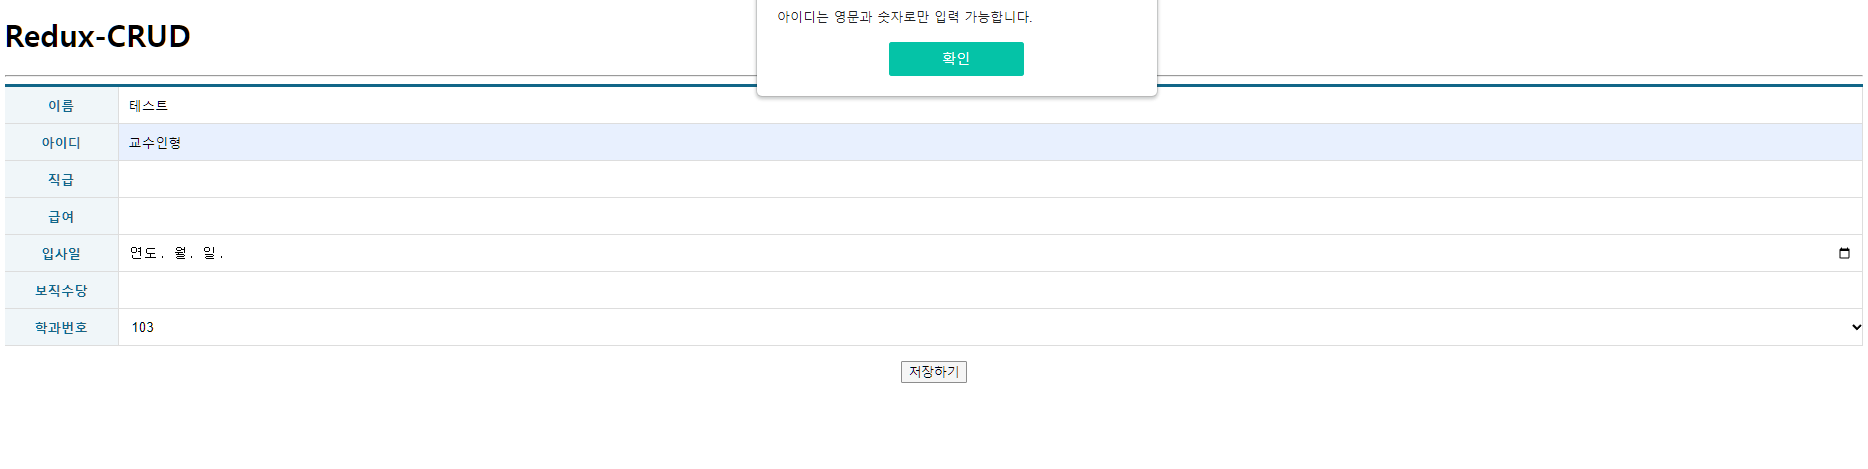 아이디는 영문과 숫자로만 입력 가능합니다.
확인
Redux-CRUD
이름 테스트
아이디 교수인형
직급
급여
입사일 연도. 월. 일.
보직수당
학과번호 103
저장하기